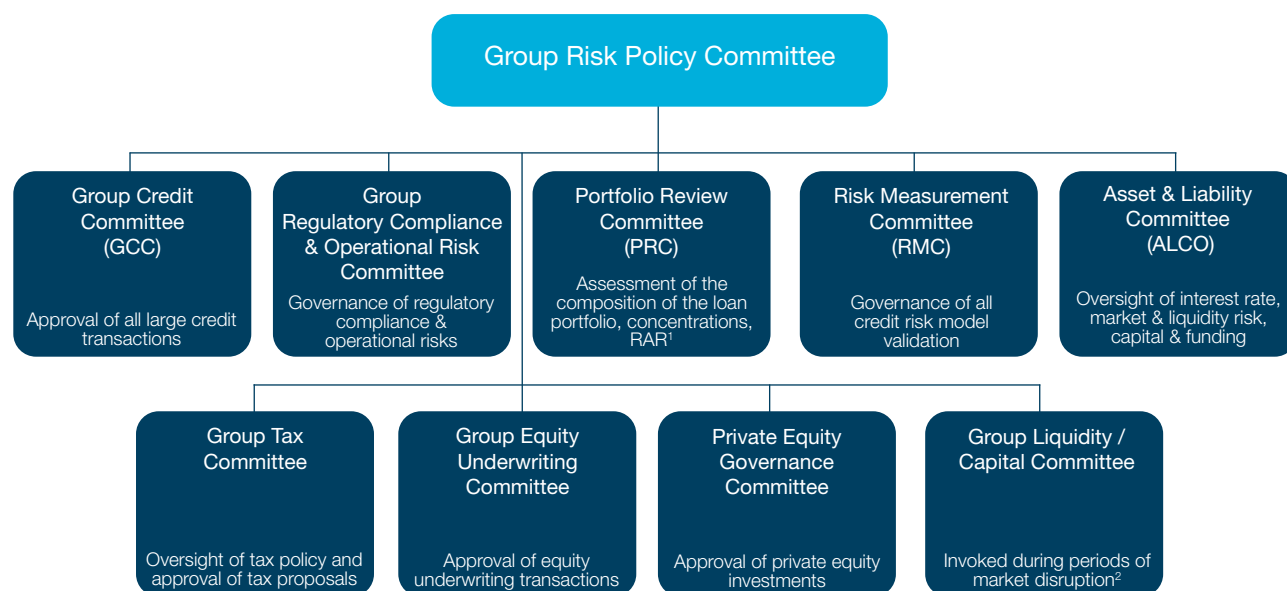 Group Risk Policy Committee
Group Credit
Committee
(GCC)
Approval of all large credit
transactions
Group
Regulatory Compliance
& Operational Risk
Committee
Governance of regulatory
compliance &
operational risks
Portfolio Review
Committee
(PRC)
Assessment of the
composition of the loan
portfolio, concentrations,
RAR¹
Risk Measurement
Committee
(RMC)
Governance of all
credit risk model
validation
Asset & Liability
Committee
(ALCO)
Oversight of interest rate,
market & liquidity risk,
capital & funding
Group Tax
Committee
Oversight of tax policy and
approval of tax proposals
Group Equity
Underwriting
Committee
Approval of equity
underwriting transactions
Private Equity
Governance
Committee
Approval of private equity
investments
Group Liquidity /
Capital Committee
Invoked during periods of
market disruption²